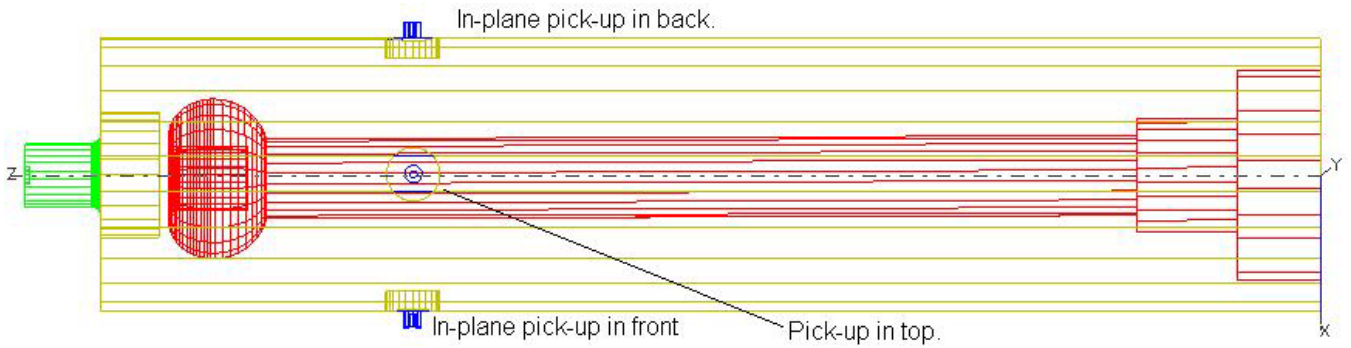 In-plane pick-up in back.
Z
Y
In-plane pick-up in front
Pick-up in top.
X